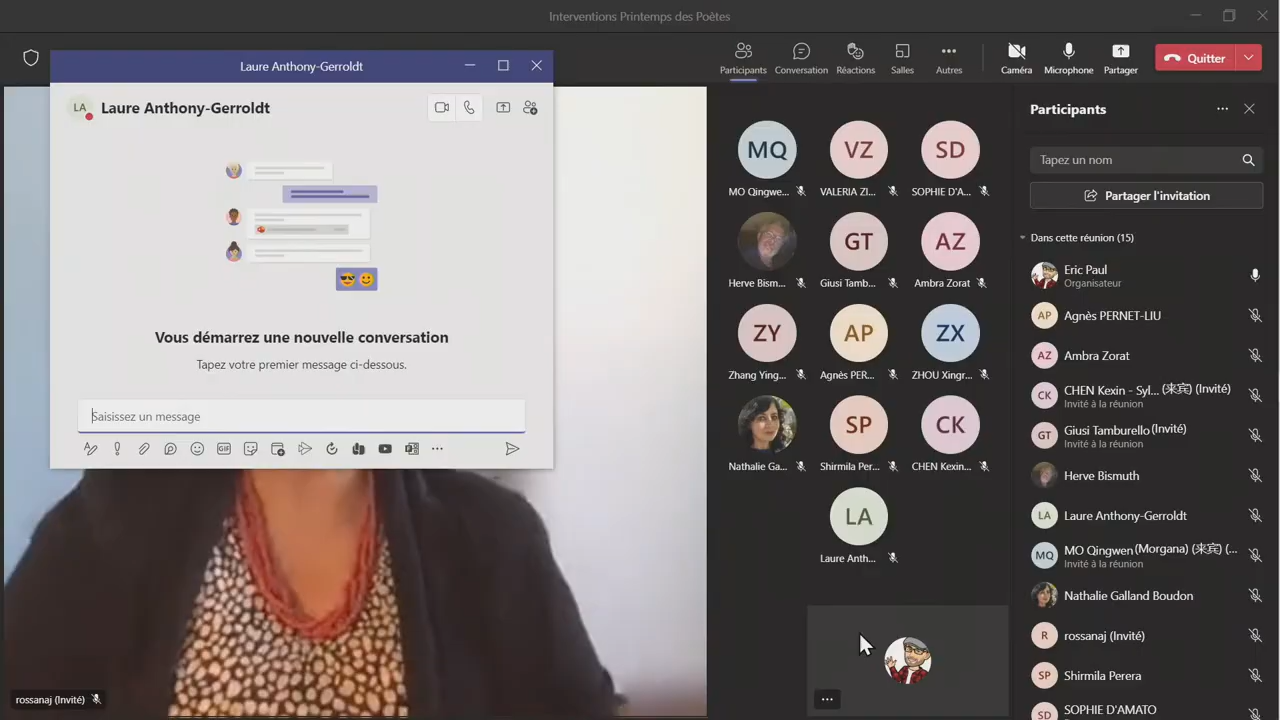 Interventions Printemps des Poètes
Participants
Conversation
Réactions
Salles
Autres
Caméra
Microphone
Partager
Quitter
Laure Anthony-Gerroldt
LA
Laure Anthony-Gerroldt
Vous démarrez une nouvelle conversation
Tapez votre premier message ci-dessous.
Saisissez un message
GIF
rossanaj (Invité)
MQ
MO Qingwe...
VZ
VALERIA ZI...
SD
SOPHIE D'A...
Herve Bism...
GT
Giusi Tamb...
AZ
Ambra Zorat
ZY
Zhang Ying...
AP
Agnès PER...
ZX
ZHOU Xingr...
Nathalie Ga...
SP
Shirmila Per...
CK
CHEN Kexin...
LA
Laure Anth...
Participants
Tapez un nom
Partager l'invitation
Dans cette réunion (15)
Eric Paul
Organisateur
AP
Agnès PERNET-LIU
AZ
Ambra Zorat
CK
CHEN Kexin - Syl... (来宾) (Invité)
Invité à la réunion
GT
Giusi Tamburello (Invité)
Invité à la réunion
Herve Bismuth
LA
Laure Anthony-Gerroldt
MQ
MO Qingwen (Morgana) (来宾) (...
Invité à la réunion
Nathalie Galland Boudon
R
rossanaj (Invité)
SP
Shirmila Perera
SD
SOPHIE D'AMATO